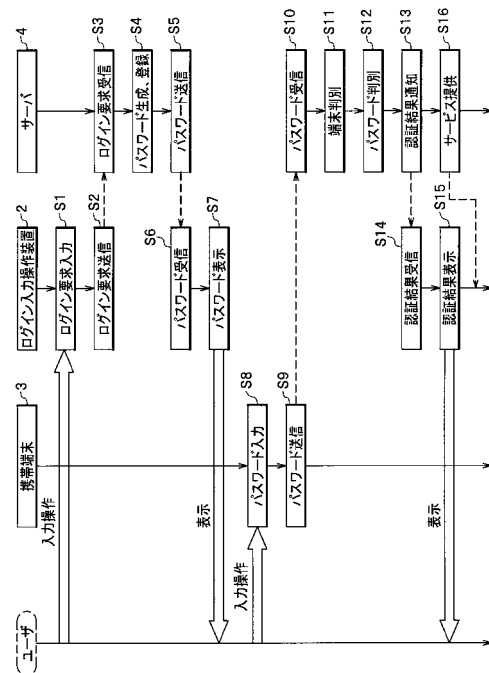 ユーザ
携帯端末
3
ログイン入力操作装置
2
サーバ
4
入力操作
ログイン要求入力
S1
ログイン要求送信
S2
ログイン要求受信
S3
パスワード生成、登録
S4
パスワード送信
S5
パスワード受信
S6
パスワード表示
S7
表示
入力操作
パスワード入力
S8
パスワード送信
S9
パスワード受信
S10
端末判別
S11
パスワード判別
S12
認証結果通知
S13
認証結果受信
S14
認証結果表示
S15
サービス提供
S16
表示